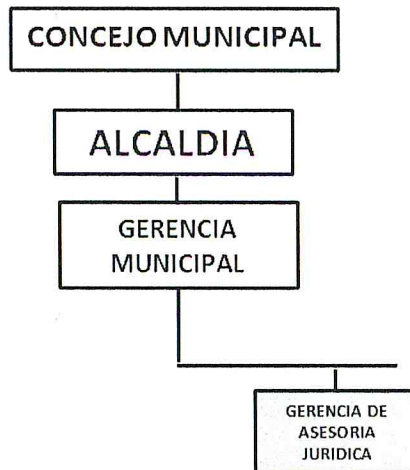 CONCEJO MUNICIPAL
ALCALDIA
GERENCIA
MUNICIPAL
GERENCIA DE
ASESORIA
JURIDICA